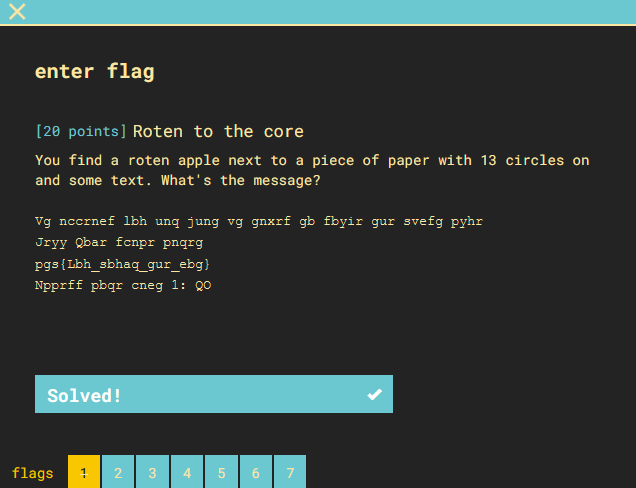 enter flag
[20 points] Roten to the core
You find a roten apple next to a piece of paper with 13 circles on
and some text. What's the message?
Vg nccrnef lbh unq jung vg gnxrf gb fbyir gur svefg pyhr
Jryy Qbar fcnpr pnqrg
pgs{Lbh_sbhaq_gur_ebg}
Npprff pbqr cneg 1: QO
Solved!
flags 1 2 3 4 5 6 7